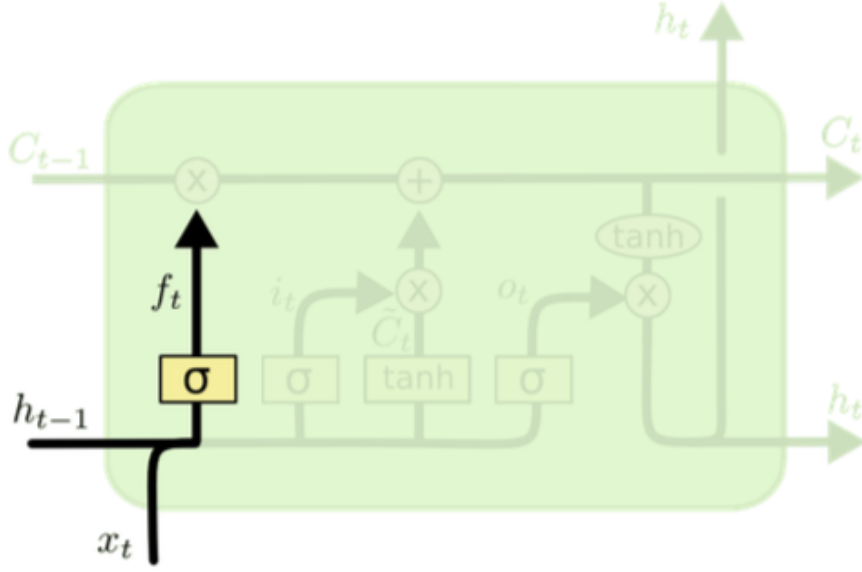 h_t
C_{t-1}
C_t
x
+
tanh
f_t
i_t
x
o_t
x
C̃_t
σ
σ
tanh
σ
h_{t-1}
h_t
x_t